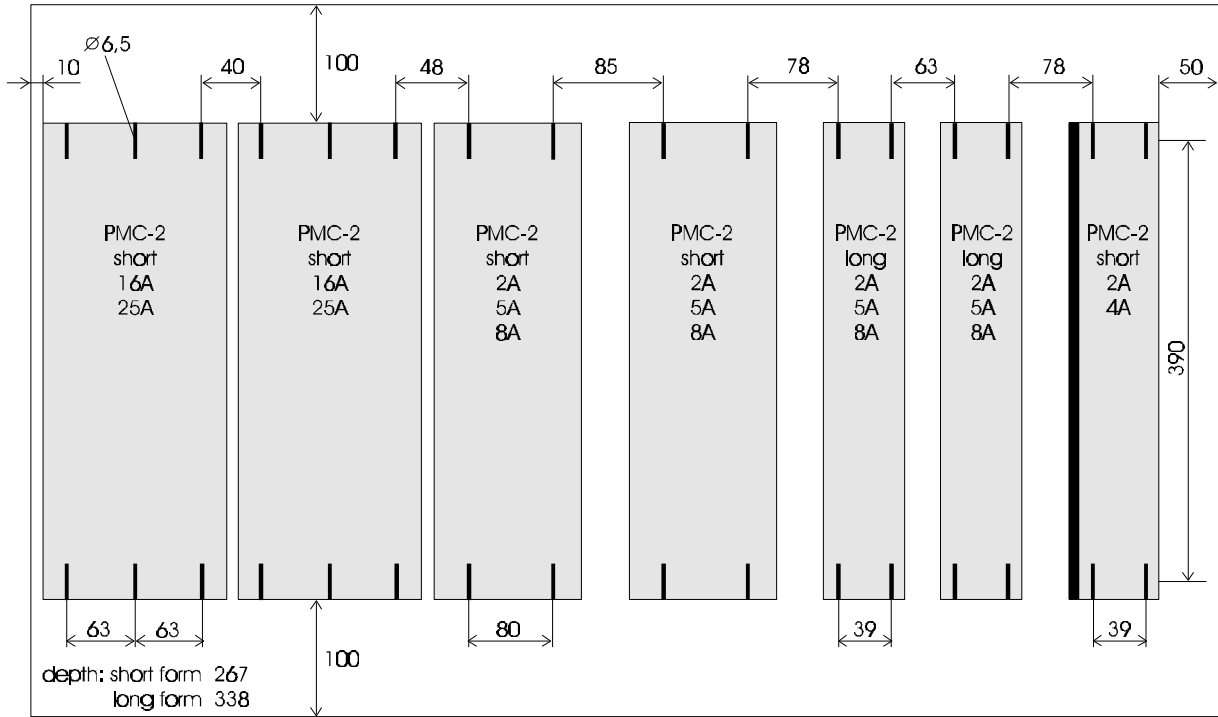 Ø6,5
10
40
100
48
85
78
63
78
50
PMC-2
short
16A
25A
PMC-2
short
16A
25A
PMC-2
short
2A
5A
8A
PMC-2
short
2A
5A
8A
PMC-2
long
2A
5A
8A
PMC-2
long
2A
5A
8A
PMC-2
short
2A
4A
390
63
63
80
39
39
100
depth: short form 267
long form 338